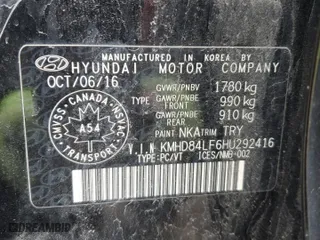 MANUFACTURED IN KOREA BY
HYUNDAI MOTOR COMPANY
OCT/06/16
GVWR/PNBV 1780 kg
TYPE GAWR/PNBE FRONT 990 kg
GAWR/PNBE REAR 910 kg
PAINT NKA TRIM TRY
V.I.N KMHD84LF6HU292416
TYPE:PC/VT ICES/NMB-002
CANADA
CMVSS
NSVAC
A54
TRANSPORT
DREAMBID